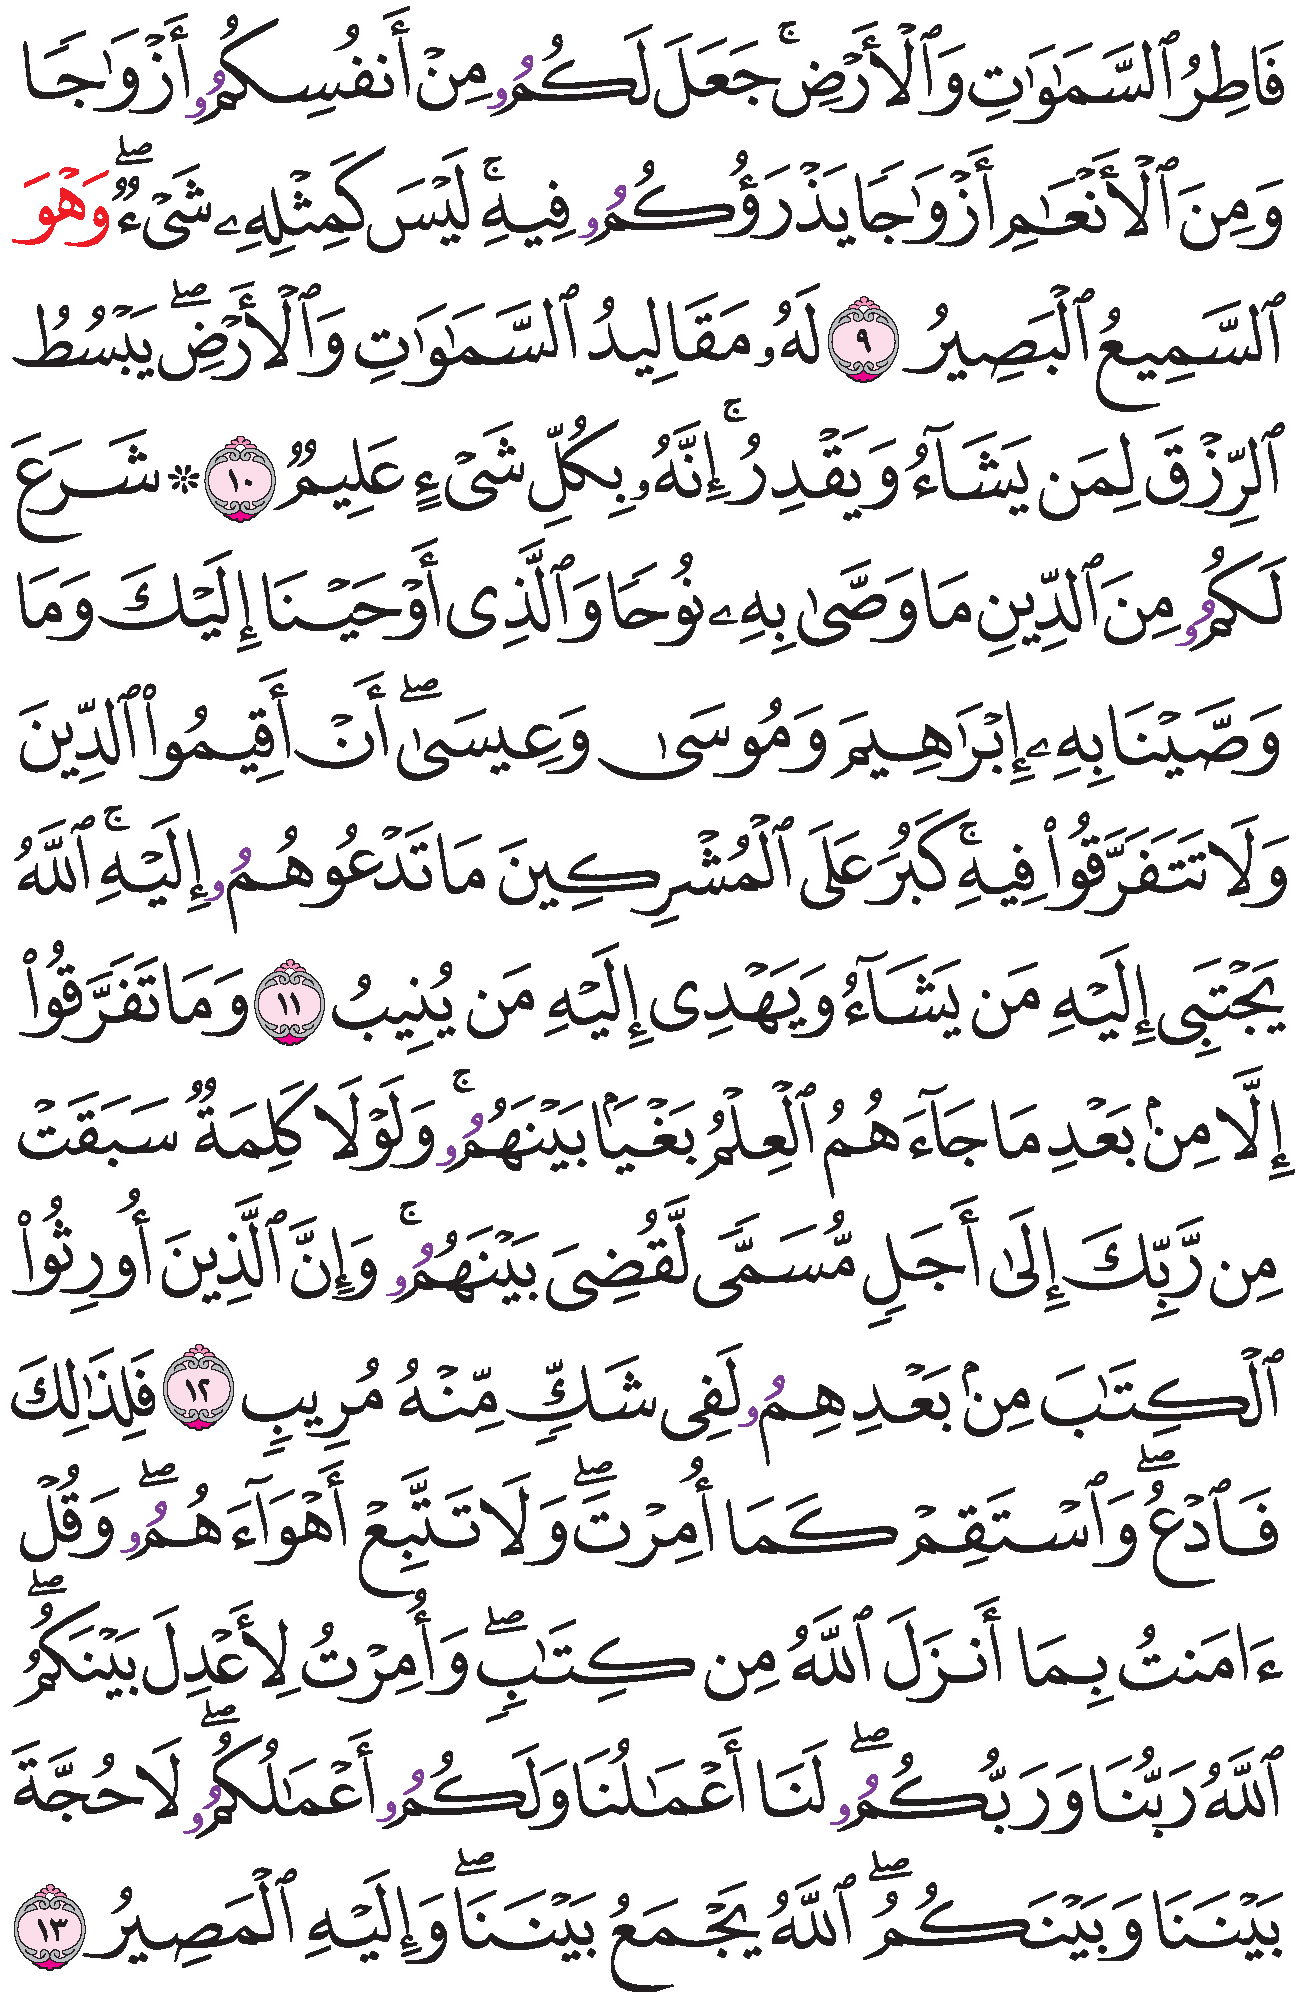 فَاطِرُ ٱلسَّمَٰوَٰتِ وَٱلۡأَرۡضِۚ جَعَلَ لَكُمُۥ مِنۡ أَنفُسِكُمُۥ أَزۡوَٰجٗا
وَمِنَ ٱلۡأَنۡعَٰمِ أَزۡوَٰجٗا يَذۡرَؤُكُمُۥ فِيهِۚ لَيۡسَ كَمِثۡلِهِۦ شَيۡءٞۖ وَهۡوَ
ٱلسَّمِيعُ ٱلۡبَصِيرُ ٩ لَهُۥ مَقَالِيدُ ٱلسَّمَٰوَٰتِ وَٱلۡأَرۡضِۖ يَبۡسُطُ
ٱلرِّزۡقَ لِمَن يَشَآءُ وَيَقۡدِرُۚ إِنَّهُۥ بِكُلِّ شَيۡءٍ عَلِيمٞ ١٠ ۞ شَرَعَ
لَكُمُۥ مِنَ ٱلدِّينِ مَا وَصَّىٰ بِهِۦ نُوحٗا وَٱلَّذِي أَوۡحَيۡنَا إِلَيۡكَ وَمَا
وَصَّيۡنَا بِهِۦ إِبۡرَٰهِيمَ وَمُوسَىٰ وَعِيسَىٰۖ أَنۡ أَقِيمُواْ ٱلدِّينَ
وَلَا تَتَفَرَّقُواْ فِيهِۚ كَبُرَ عَلَى ٱلۡمُشۡرِكِينَ مَا تَدۡعُوهُمُۥ إِلَيۡهِۚ ٱللَّهُ
يَجۡتَبِي إِلَيۡهِ مَن يَشَآءُ وَيَهۡدِي إِلَيۡهِ مَن يُنِيبُ ١١ وَمَا تَفَرَّقُواْ
إِلَّا مِنۢ بَعۡدِ مَا جَآءَهُمُ ٱلۡعِلۡمُ بَغۡيَۢا بَيۡنَهُمُۥۚ وَلَوۡلَا كَلِمَةٞ سَبَقَتۡ
مِن رَّبِّكَ إِلَىٰ أَجَلٖ مُّسَمّٗى لَّقُضِيَ بَيۡنَهُمُۥۚ وَإِنَّ ٱلَّذِينَ أُورِثُواْ
ٱلۡكِتَٰبَ مِنۢ بَعۡدِهِمُۥ لَفِي شَكّٖ مِّنۡهُ مُرِيبٖ ١٢ فَلِذَٰلِكَ
فَٱدۡعُۖ وَٱسۡتَقِمۡ كَمَا أُمِرۡتَۖ وَلَا تَتَّبِعۡ أَهۡوَآءَهُمُۥۖ وَقُلۡ
ءَامَنتُ بِمَا أَنزَلَ ٱللَّهُ مِن كِتَٰبٖۖ وَأُمِرۡتُ لِأَعۡدِلَ بَيۡنَكُمُۖ
ٱللَّهُ رَبُّنَا وَرَبُّكُمُۥۖ لَنَا أَعۡمَٰلُنَا وَلَكُمُۥ أَعۡمَٰلُكُمُۥۖ لَا حُجَّةَ
بَيۡنَنَا وَبَيۡنَكُمُۖ ٱللَّهُ يَجۡمَعُ بَيۡنَنَاۖ وَإِلَيۡهِ ٱلۡمَصِيرُ ١٣